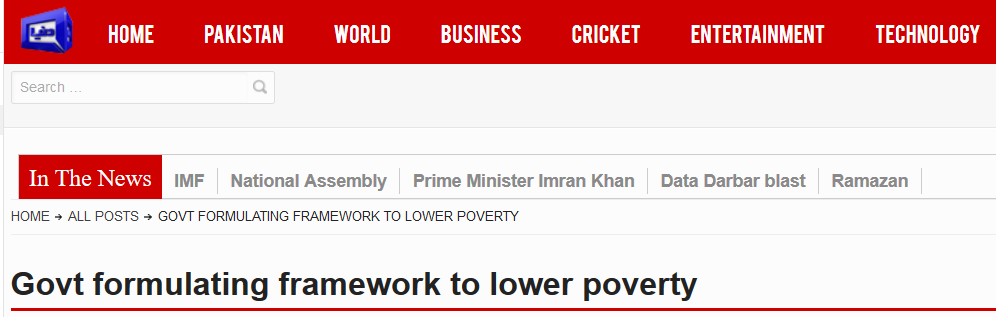 HOME PAKISTAN WORLD BUSINESS CRICKET ENTERTAINMENT TECHNOLOGY
Search ...
In The News IMF National Assembly Prime Minister Imran Khan Data Darbar blast Ramazan
HOME → ALL POSTS → GOVT FORMULATING FRAMEWORK TO LOWER POVERTY
Govt formulating framework to lower poverty